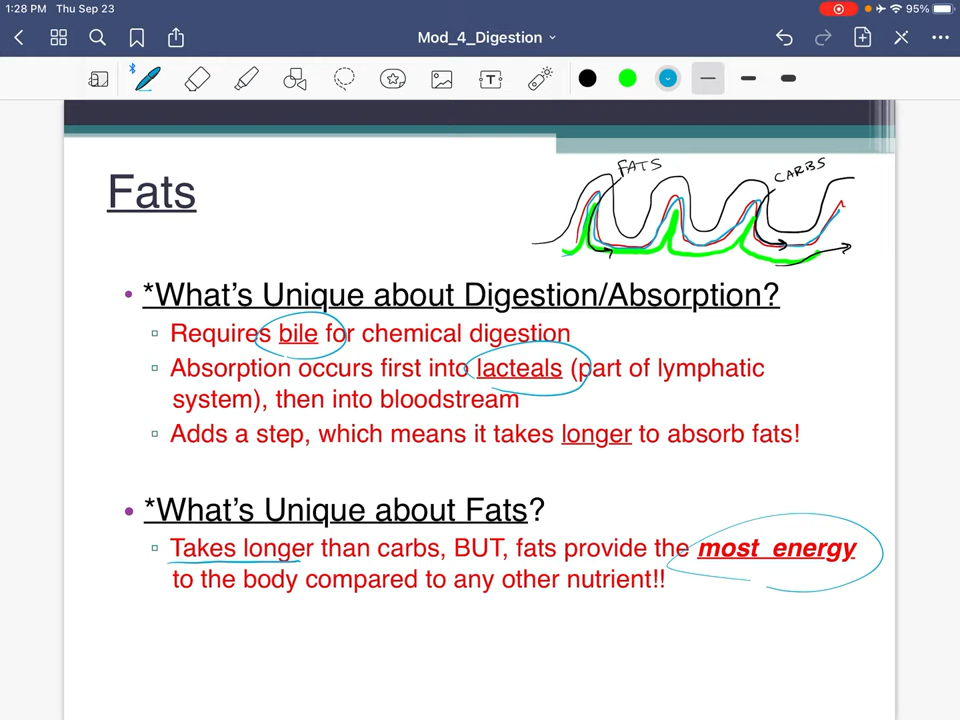 1:28 PM Thu Sep 23
95%
Mod_4_Digestion
T
FATS
CARBS
Fats
• *What's Unique about Digestion/Absorption?
Requires bile for chemical digestion
Absorption occurs first into lacteals (part of lymphatic
system), then into bloodstream
Adds a step, which means it takes longer to absorb fats!
• *What's Unique about Fats?
Takes longer than carbs, BUT, fats provide the most energy
to the body compared to any other nutrient!!